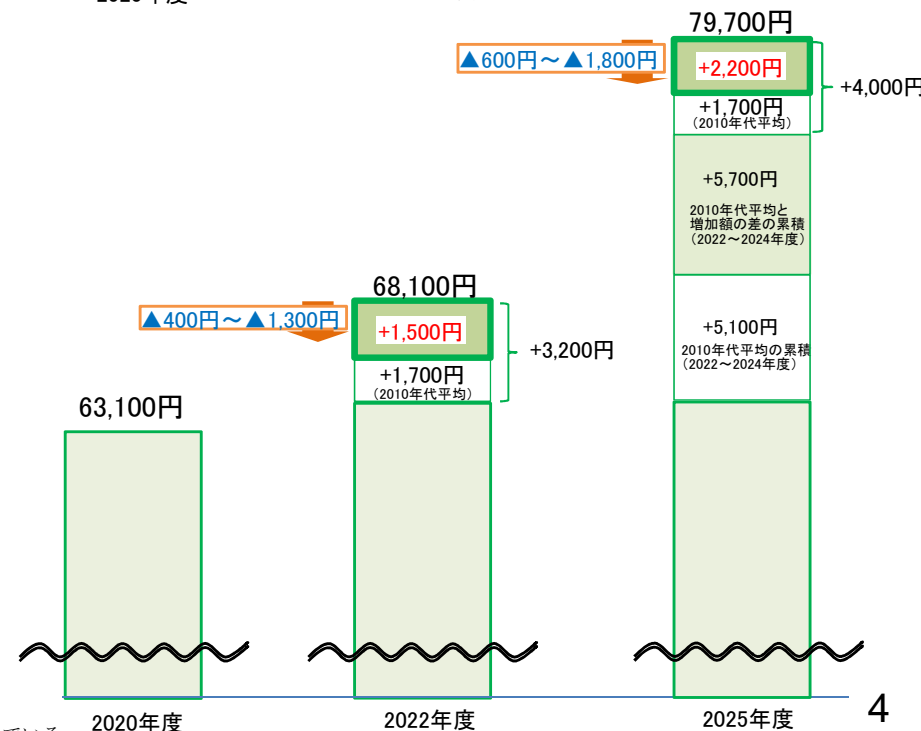 79,700円
▲600円～▲1,800円
+2,200円
+4,000円
+1,700円
（2010年代平均）
+5,700円
2010年代平均と
増加額の差の累積
（2022～2024年度）
68,100円
▲400円～▲1,300円
+1,500円
+3,200円
+1,700円
（2010年代平均）
+5,100円
2010年代平均の累積
（2022～2024年度）
63,100円
2020年度
2022年度
2025年度
4